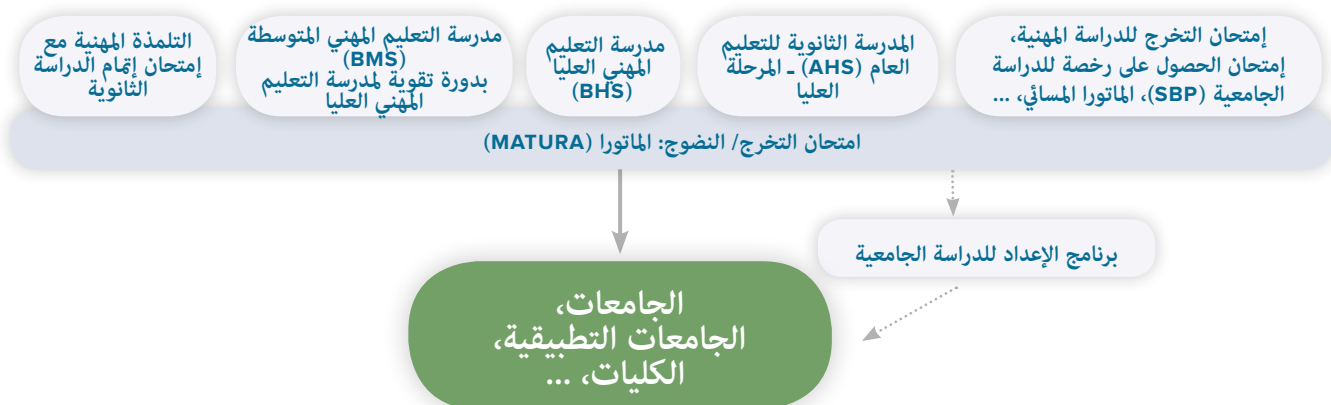 إمتحان التخرج للدراسة المهنية،
إمتحان الحصول على رخصة للدراسة
الجامعية (SBP)، الماتورا المسائي، ...
المدرسة الثانوية للتعليم
العام (AHS) ـ المرحلة
العليا
مدرسة التعليم
المهني العليا
(BHS)
مدرسة التعليم المهني المتوسطة
(BMS)
بدورة تقوية لمدرسة التعليم
المهني العليا
التلمذة المهنية مع
إمتحان إتمام الدراسة
الثانوية
امتحان التخرج/ النضوج: الماتورا (MATURA)
برنامج الإعداد للدراسة الجامعية
الجامعات،
الجامعات التطبيقية،
الكليات، ...